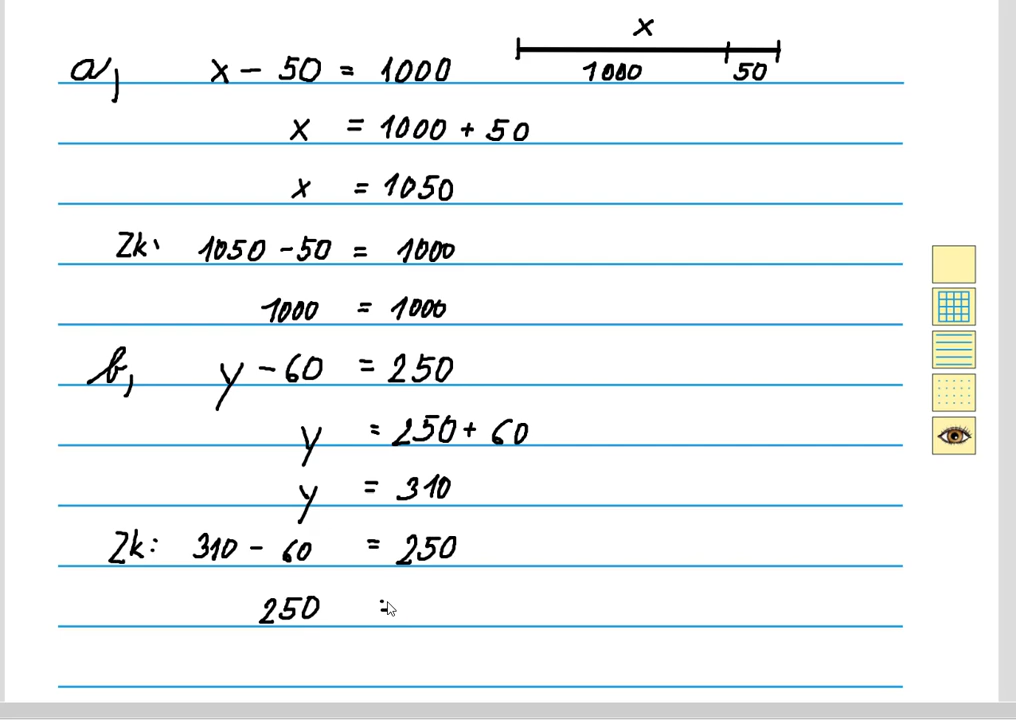 x
a, x - 50 = 1000
1000 50
x = 1000 + 50
x = 1050
Zk: 1050 - 50 = 1000
1000 = 1000
b, y - 60 = 250
y = 250 + 60
y = 310
Zk: 310 - 60 = 250
250 =